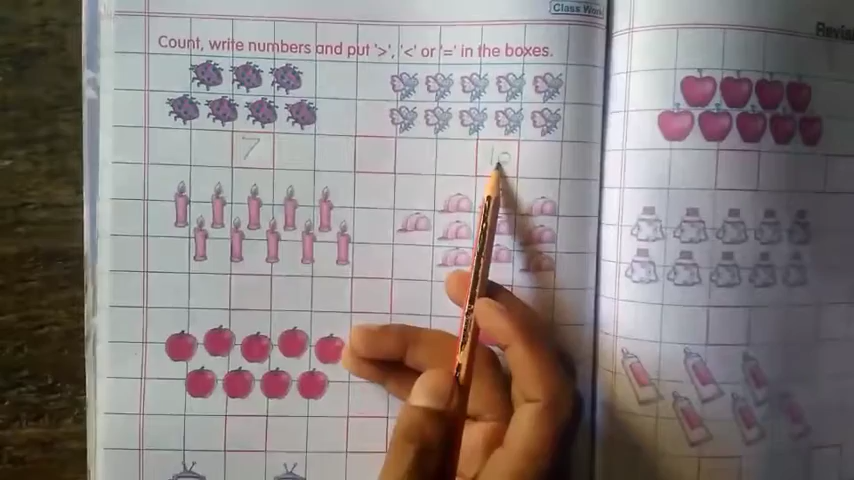 Class Work
Count, write numbers and put '>', '<' or '=' in the boxes.
7
10